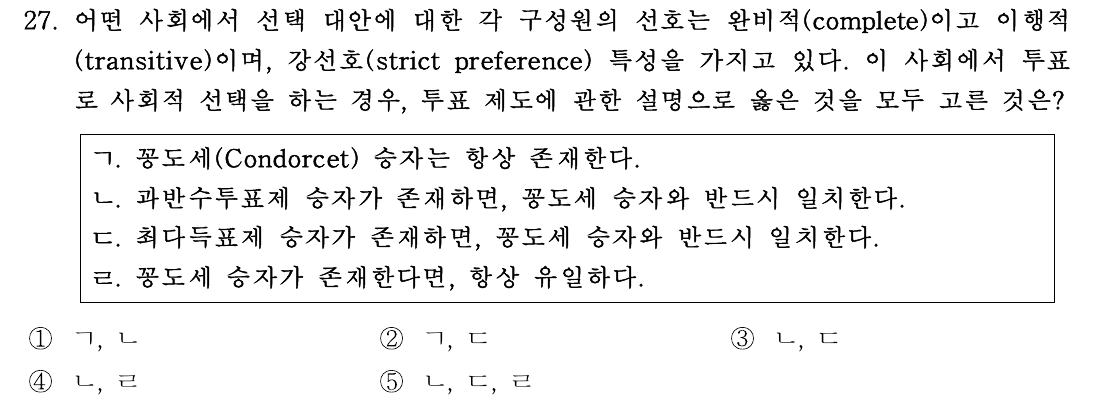 27. 어떤 사회에서 선택 대안에 대한 각 구성원의 선호는 완비적(complete)이고 이행적
(transitive)이며, 강선호(strict preference) 특성을 가지고 있다. 이 사회에서 투표
로 사회적 선택을 하는 경우, 투표 제도에 관한 설명으로 옳은 것을 모두 고른 것은?
ㄱ. 꽁도세(Condorcet) 승자는 항상 존재한다.
ㄴ. 과반수투표제 승자가 존재하면, 꽁도세 승자와 반드시 일치한다.
ㄷ. 최다득표제 승자가 존재하면, 꽁도세 승자와 반드시 일치한다.
ㄹ. 꽁도세 승자가 존재한다면, 항상 유일하다.
① ㄱ, ㄴ ② ㄱ, ㄷ ③ ㄴ, ㄷ
④ ㄴ, ㄹ ⑤ ㄴ, ㄷ, ㄹ